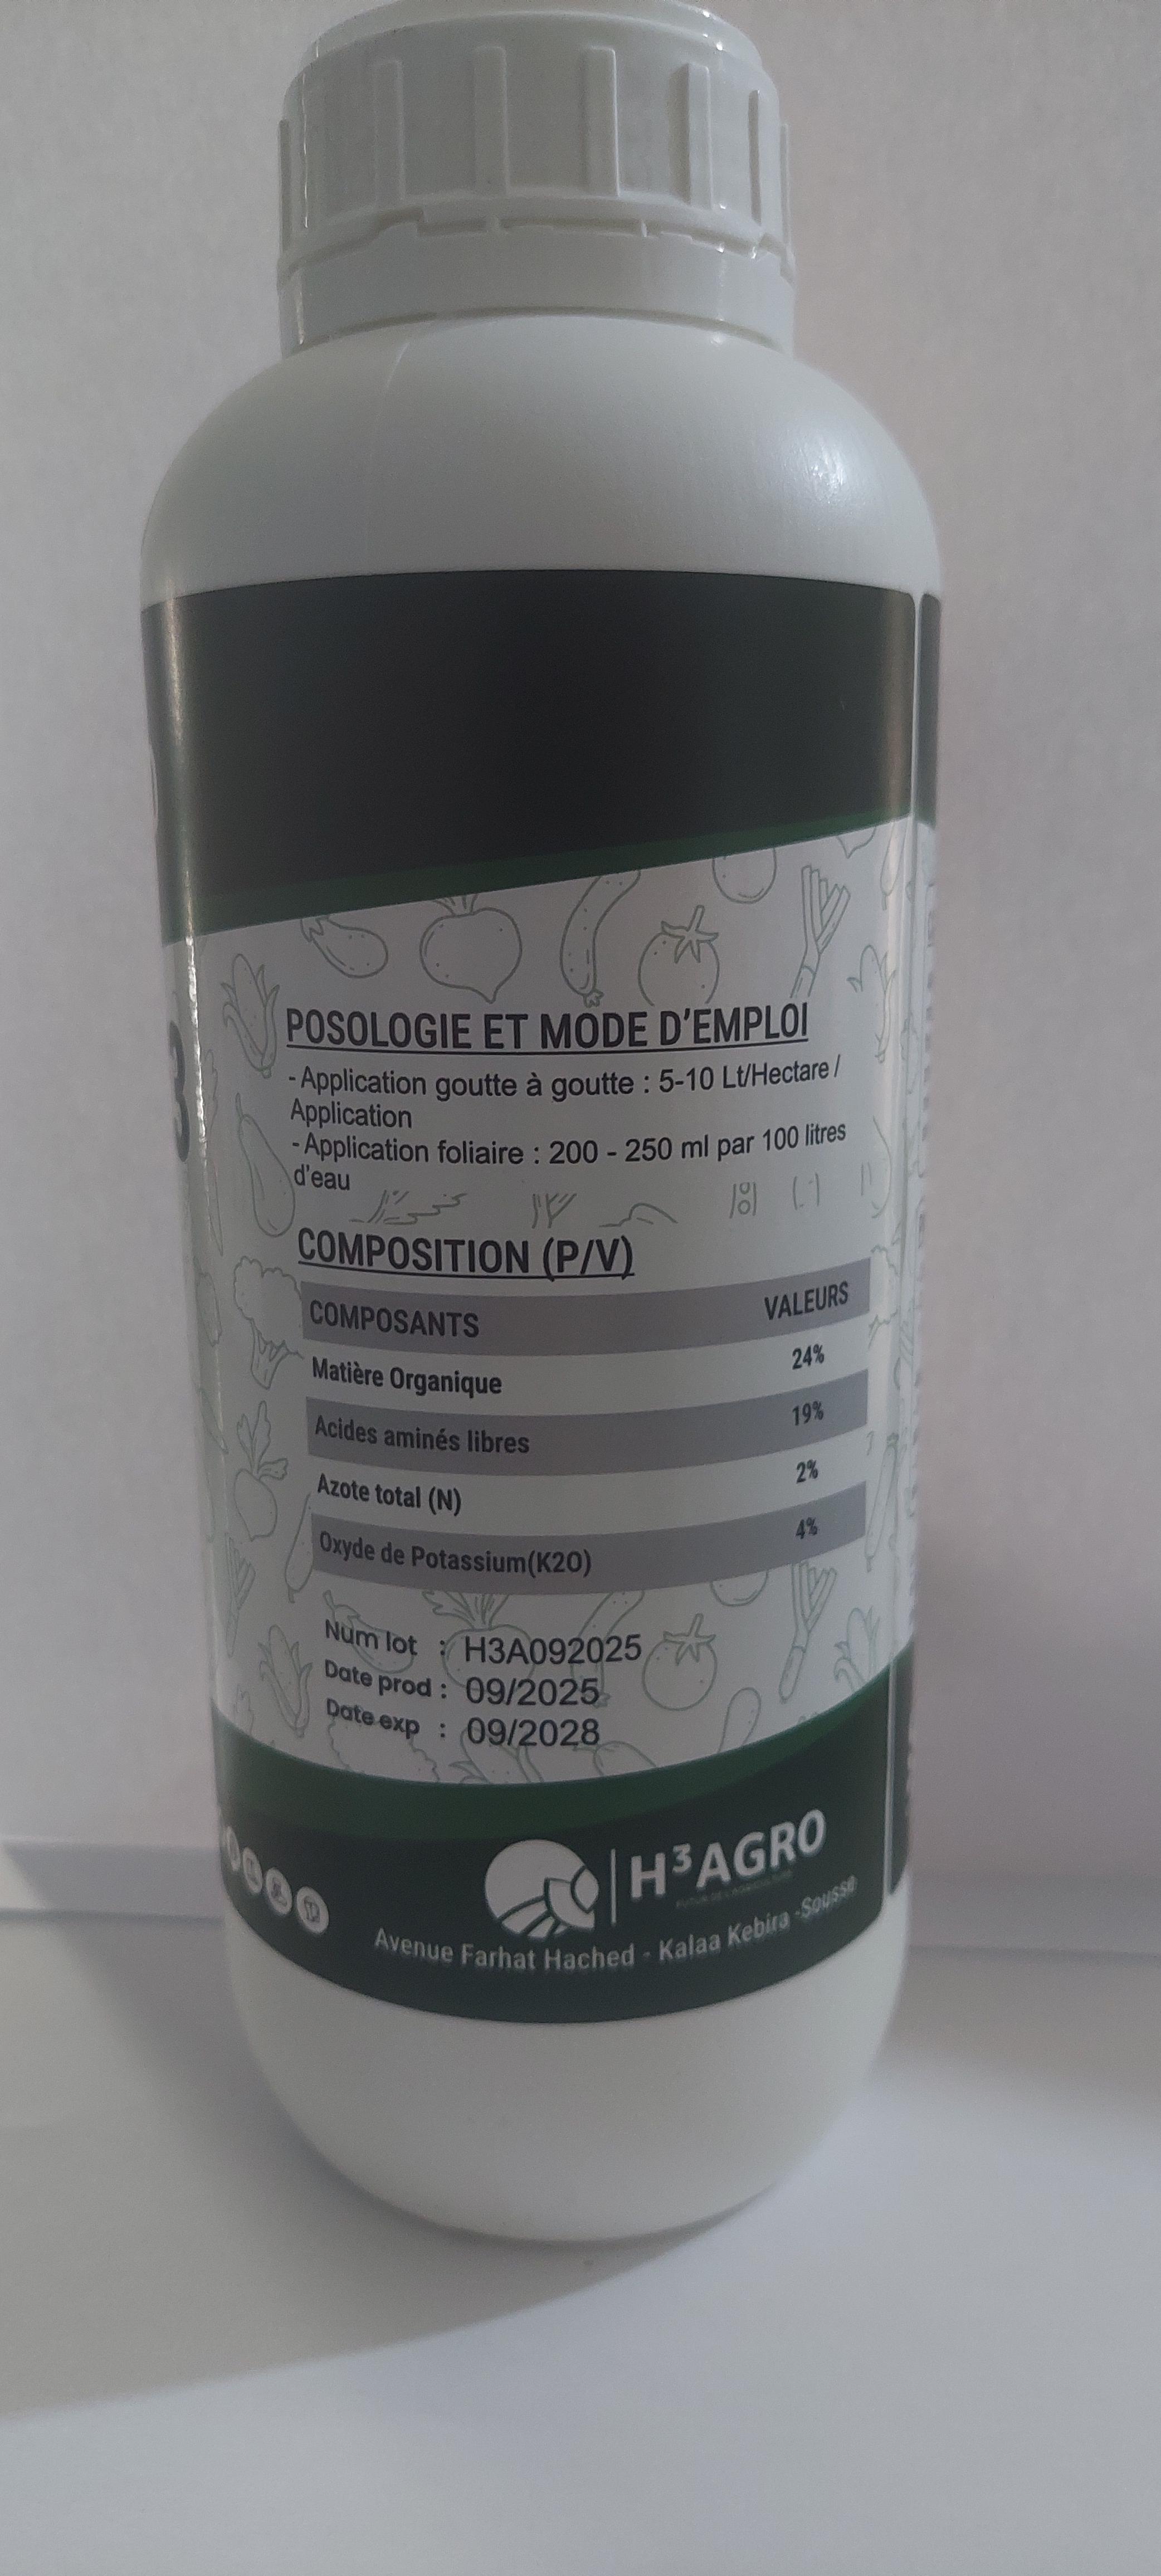 3
POSOLOGIE ET MODE D'EMPLOI
- Application goutte à goutte : 5-10 Lt/Hectare /
Application
- Application foliaire : 200 - 250 ml par 100 litres
d'eau
COMPOSITION (P/V)
COMPOSANTS VALEURS
Matière Organique 24%
Acides aminés libres 19%
Azote total (N) 2%
Oxyde de Potassium(K2O) 4%
Num lot : H3A092025
Date prod : 09/2025
Date exp : 09/2028
H³AGRO
Avenue Farhat Hached - Kalaa Kebira -Sousse